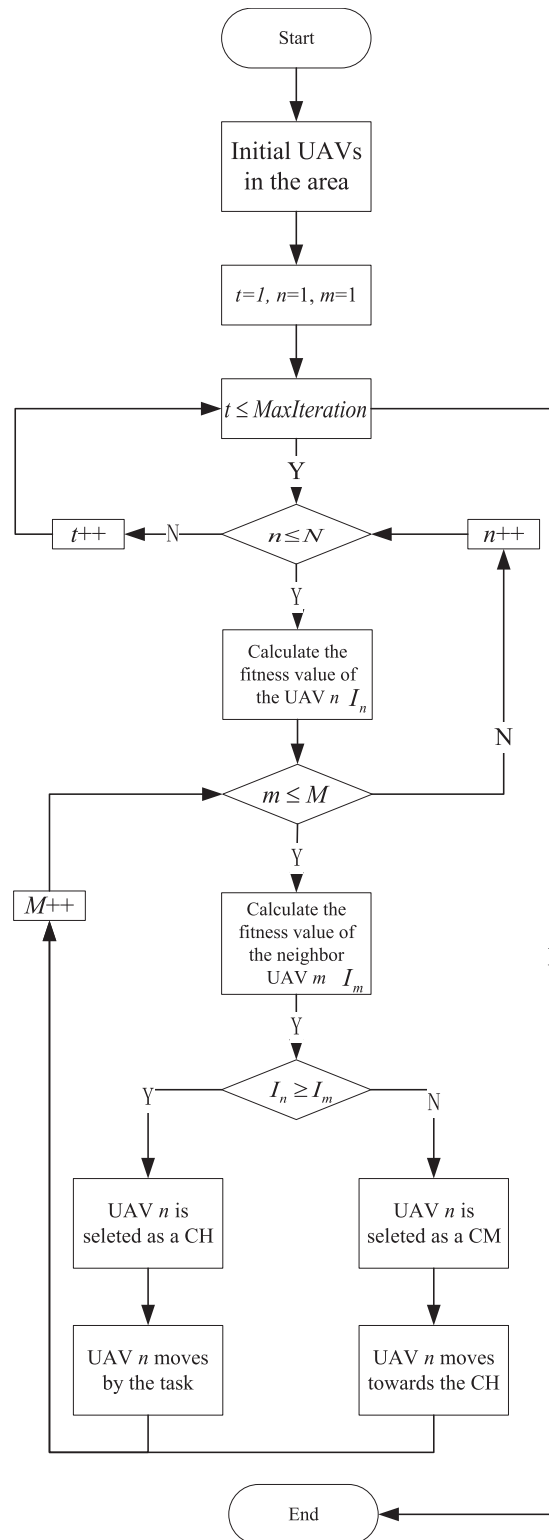 Start
Initial UAVs
in the area
t=1, n=1, m=1
t ≤ MaxIteration
Y
t++
N
n ≤ N
n++
Y
Calculate the
fitness value of
the UAV n I_n
N
m ≤ M
Y
M++
Calculate the
fitness value of
the neighbor
UAV m I_m
Y
Y
I_n ≥ I_m
N
UAV n is
seleted as a CH
UAV n is
seleted as a CM
UAV n moves
by the task
UAV n moves
towards the CH
End